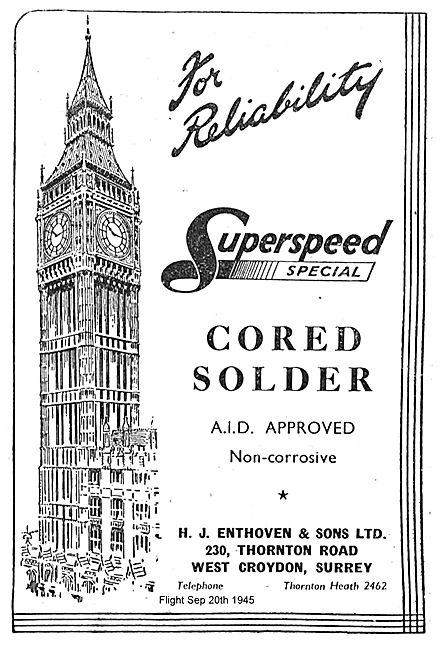 For
Reliability
Superspeed
SPECIAL
CORED
SOLDER
A.I.D. APPROVED
Non-corrosive
H. J. ENTHOVEN & SONS LTD.
230, THORNTON ROAD
WEST CROYDON, SURREY
Telephone - Thornton Heath 2462
Flight Sep 20th 1945